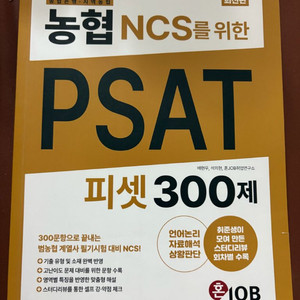 최신판
농협 NCS를 위한
PSAT
피셋 300제
300문항으로 끝내는
범농협 계열사 필기시험 대비 NCS!
언어논리
자료해석
상황판단
취준생이
모여 만든
스터디리뷰
회차별 수록
• 기출 유형 및 소재 완벽 반영
• 고난이도 문제 대비를 위한 문항 수록
• 영역별 특징을 반영한 맞춤형 해설
• 스터디리뷰를 통한 셀프 강·약점 체크
혼JOB